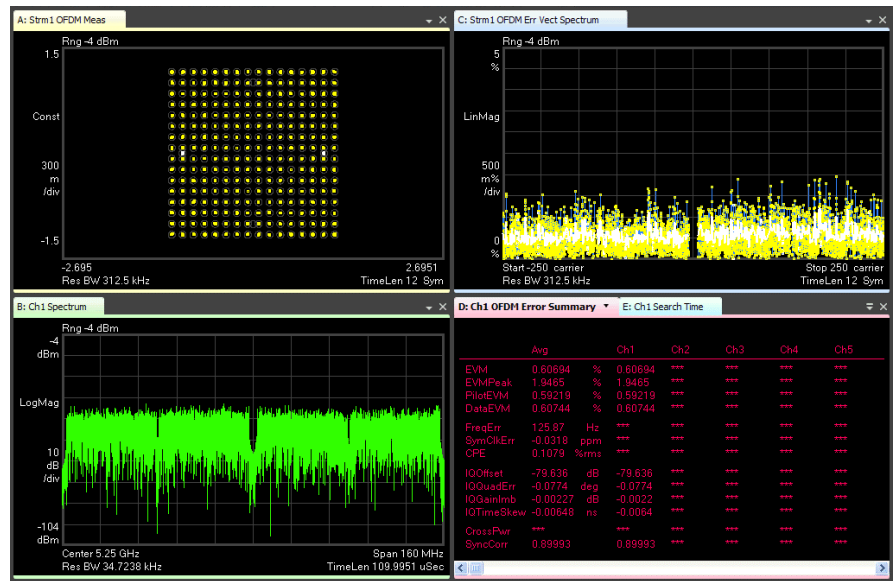 A: Strm1 OFDM Meas
Rng -4 dBm
1.5
Const
300
m
/div
-1.5
-2.695
2.6951
Res BW 312.5 kHz
TimeLen 12 Sym
C: Strm1 OFDM Err Vect Spectrum
Rng -4 dBm
5
%
LinMag
500
m%
/div
0
%
Start -250 carrier
Stop 250 carrier
Res BW 312.5 kHz
TimeLen 12 Sym
B: Ch1 Spectrum
Rng -4 dBm
-4
dBm
LogMag
10
dB
/div
-104
dBm
Center 5.25 GHz
Span 160 MHz
Res BW 34.7238 kHz
TimeLen 109.9951 uSec
D: Ch1 OFDM Error Summary E: Ch1 Search Time
Avg Ch1 Ch2 Ch3 Ch4 Ch5
EVM 0.60694 % 0.60694 *** *** *** ***
EVMPeak 1.9465 % 1.9465 *** *** *** ***
PilotEVM 0.59219 % 0.59219 *** *** *** ***
DataEVM 0.60744 % 0.60744 *** *** *** ***
FreqErr 125.87 Hz *** *** *** *** ***
SymClkErr -0.0318 ppm *** *** *** *** ***
CPE 0.1079 %rms *** *** *** *** ***
IQOffset -79.636 dB -79.636 *** *** *** ***
IQQuadErr -0.0774 deg -0.0774 *** *** *** ***
IQGainImb -0.00227 dB -0.0022 *** *** *** ***
IQTimeSkew -0.00648 ns -0.0064 *** *** *** ***
CrossPwr *** *** *** *** *** ***
SyncCorr 0.89993 0.89993 *** *** *** ***